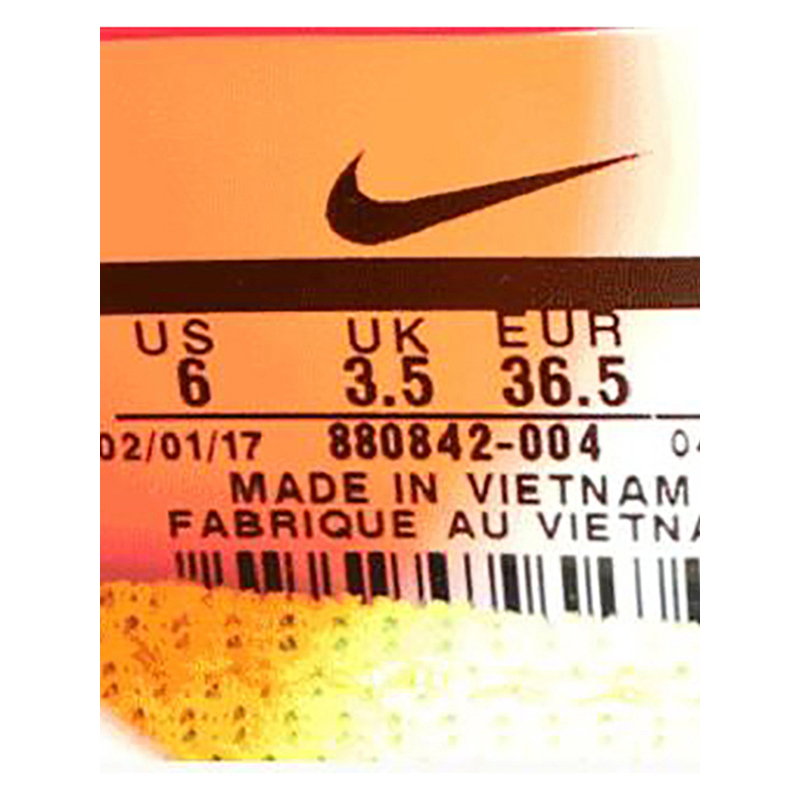 US UK EUR
6 3.5 36.5
02/01/17 880842-004 04
MADE IN VIETNAM
FABRIQUE AU VIETNA